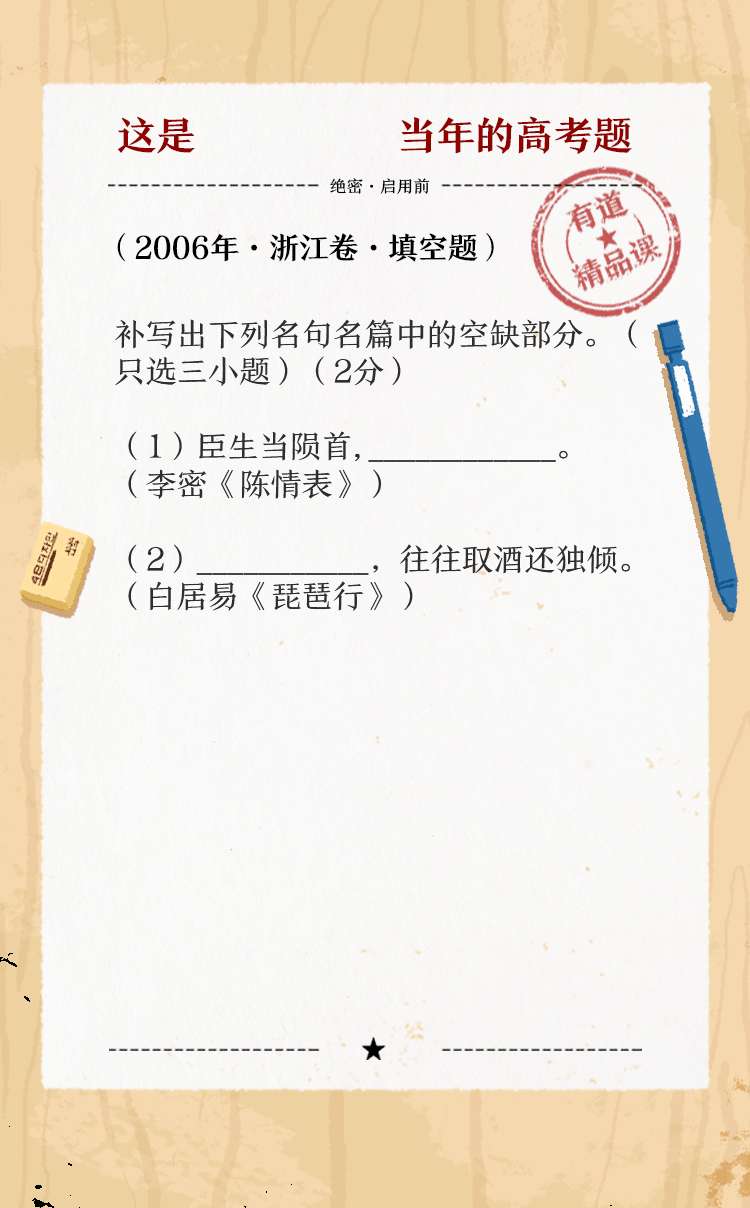 这是 当年的高考题
绝密·启用前
有道
精品课
（2006年·浙江卷·填空题）
补写出下列名句名篇中的空缺部分。（
只选三小题）（2分）
（1）臣生当陨首，____________。
（李密《陈情表》）
（2）___________，往往取酒还独倾。
（白居易《琵琶行》）